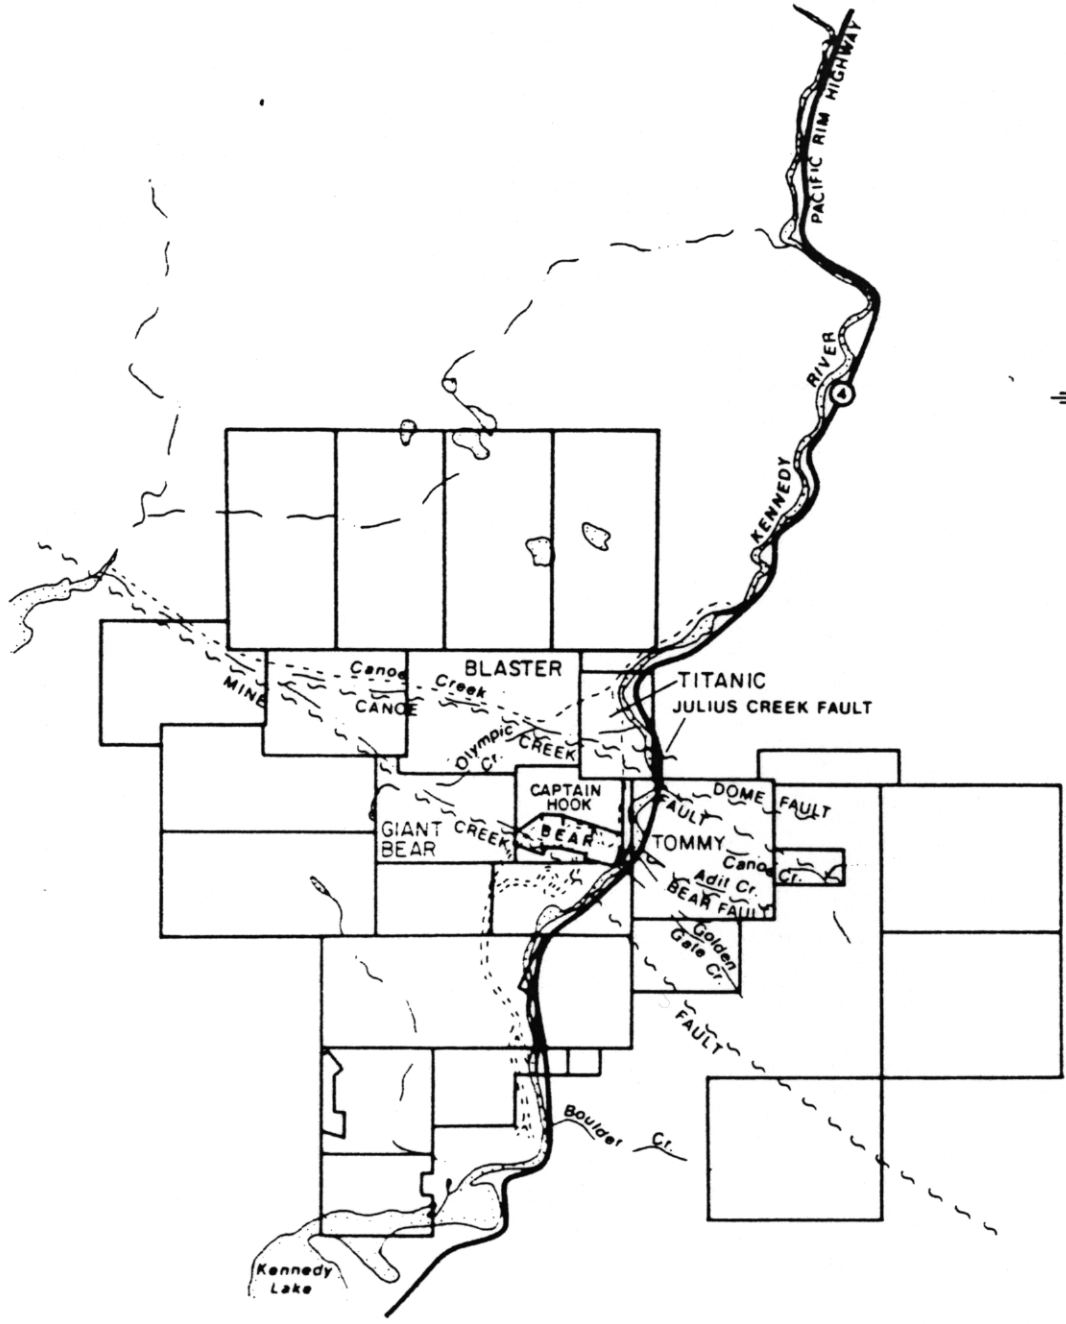 PACIFIC RIM HIGHWAY
RIVER
4
KENNEDY
BLASTER
Canoe
Creek
MINE
CANOE
TITANIC
JULIUS CREEK FAULT
Olympic
Cr.
CREEK
CAPTAIN
HOOK
FAULT
DOME FAULT
GIANT
BEAR
CREEK
BEAR
TOMMY
Canoe
Cr.
Adit Cr.
BEAR FAULT
Golden
Gate Cr.
FAULT
Boulder Cr.
Kennedy
Lake